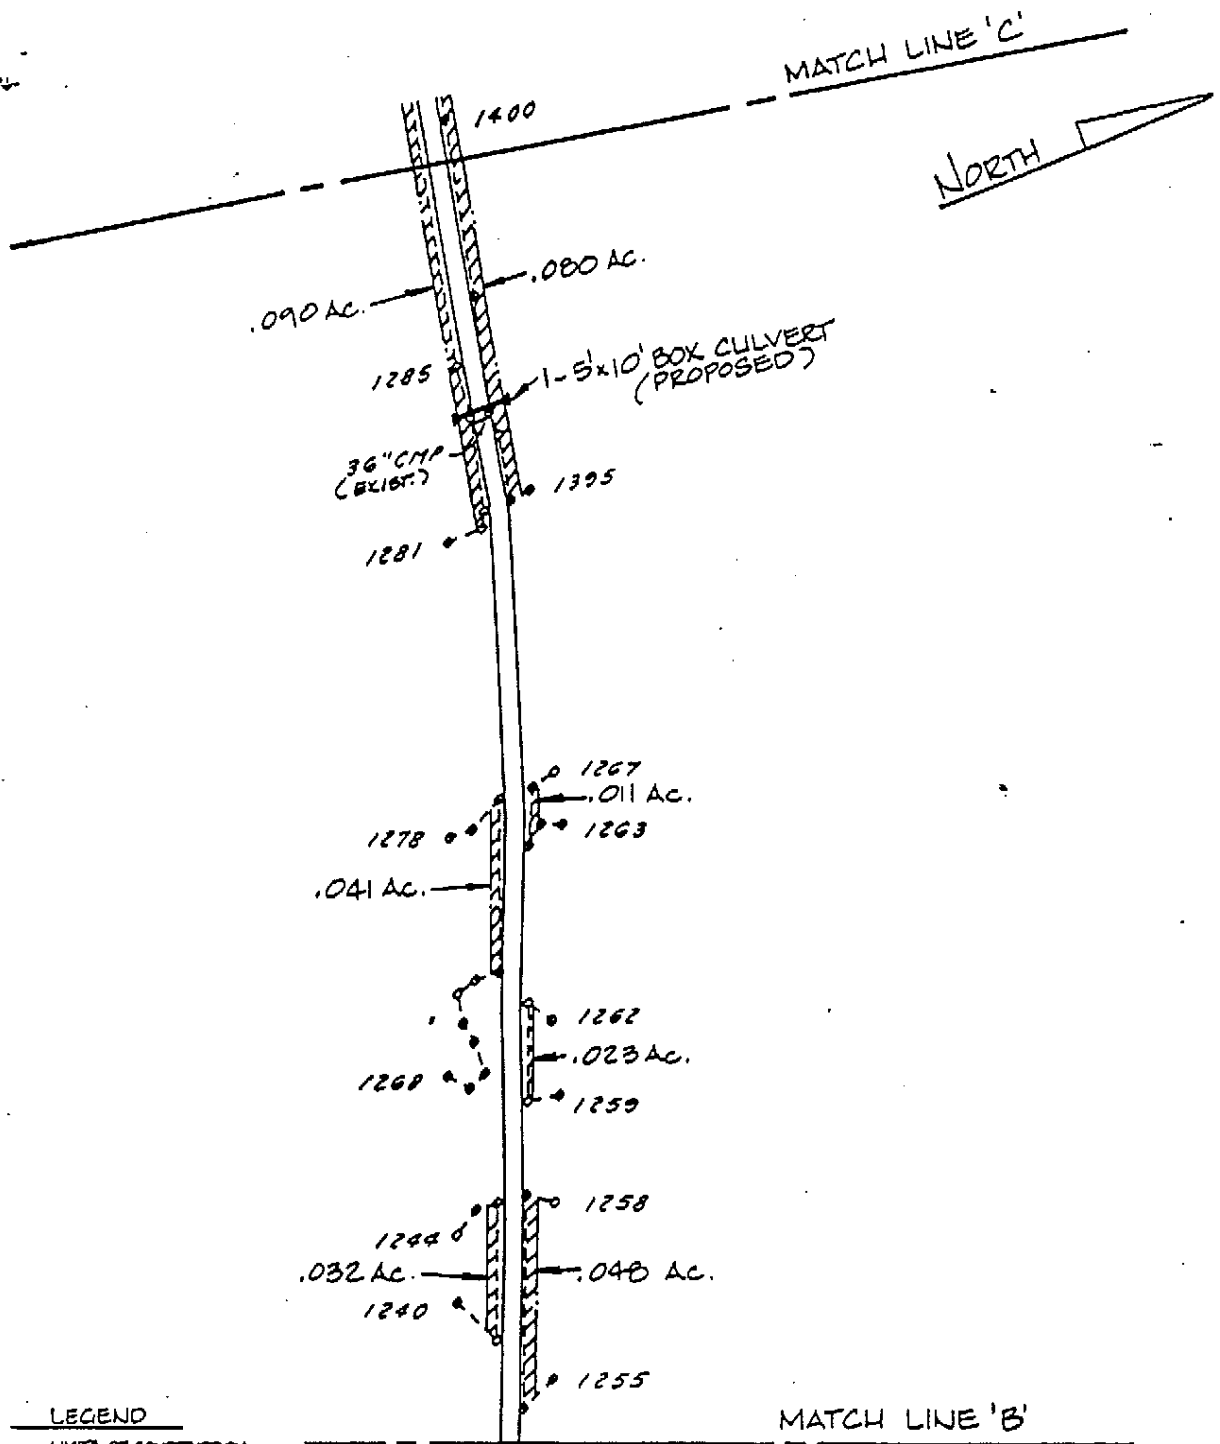 MATCH LINE 'C'
1400
NORTH
.080 AC.
.090 AC.
1-5'x10' BOX CULVERT
(PROPOSED)
1285
36" CMP
(EXIST.)
1395
1281
1267
.011 AC.
1278
1263
.041 AC.
1262
.023 AC.
1268
1259
1258
1244
.032 AC.
.048 AC.
1240
1255
LEGEND
MATCH LINE 'B'